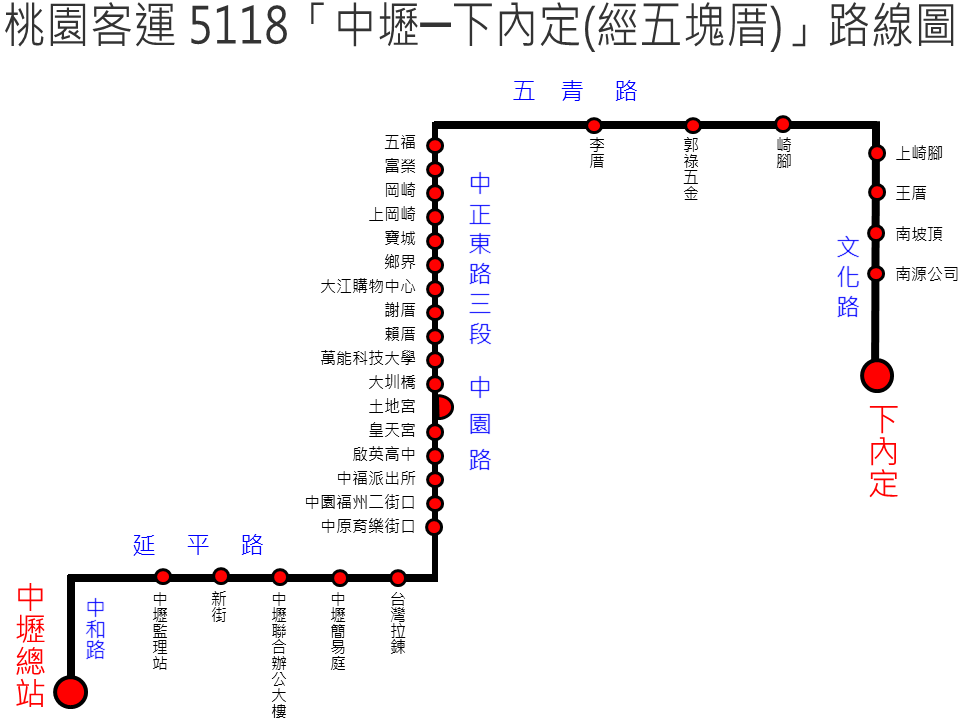 桃園客運 5118「中壢─下內定(經五塊厝)」路線圖
五青路
李厝
郭祿五金
崎腳
五福
富榮
岡崎
上岡崎
寶城
鄉界
大江購物中心
謝厝
賴厝
萬能科技大學
大圳橋
土地宮
皇天宮
啟英高中
中福派出所
中園福州二街口
中原育樂街口
中正東路三段
中園路
上崎腳
王厝
南坡頂
南源公司
文化路
下內定
延平路
中壢監理站
新街
中壢聯合辦公大樓
中壢簡易庭
台灣拉鍊
中和路
中壢總站